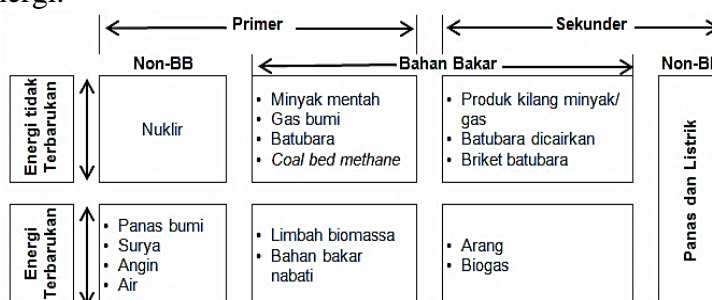 nergi.
Primer
Sekunder
Non-BB
Bahan Bakar
Energi tidak
Terbarukan
Nuklir
• Minyak mentah
• Gas bumi
• Batubara
• Coal bed methane
• Produk kilang minyak/
gas
• Batubara dicairkan
• Briket batubara
Panas dan Listrik
Energi
Terbarukan
• Panas bumi
• Surya
• Angin
• Air
• Limbah biomassa
• Bahan bakar
nabati
• Arang
• Biogas